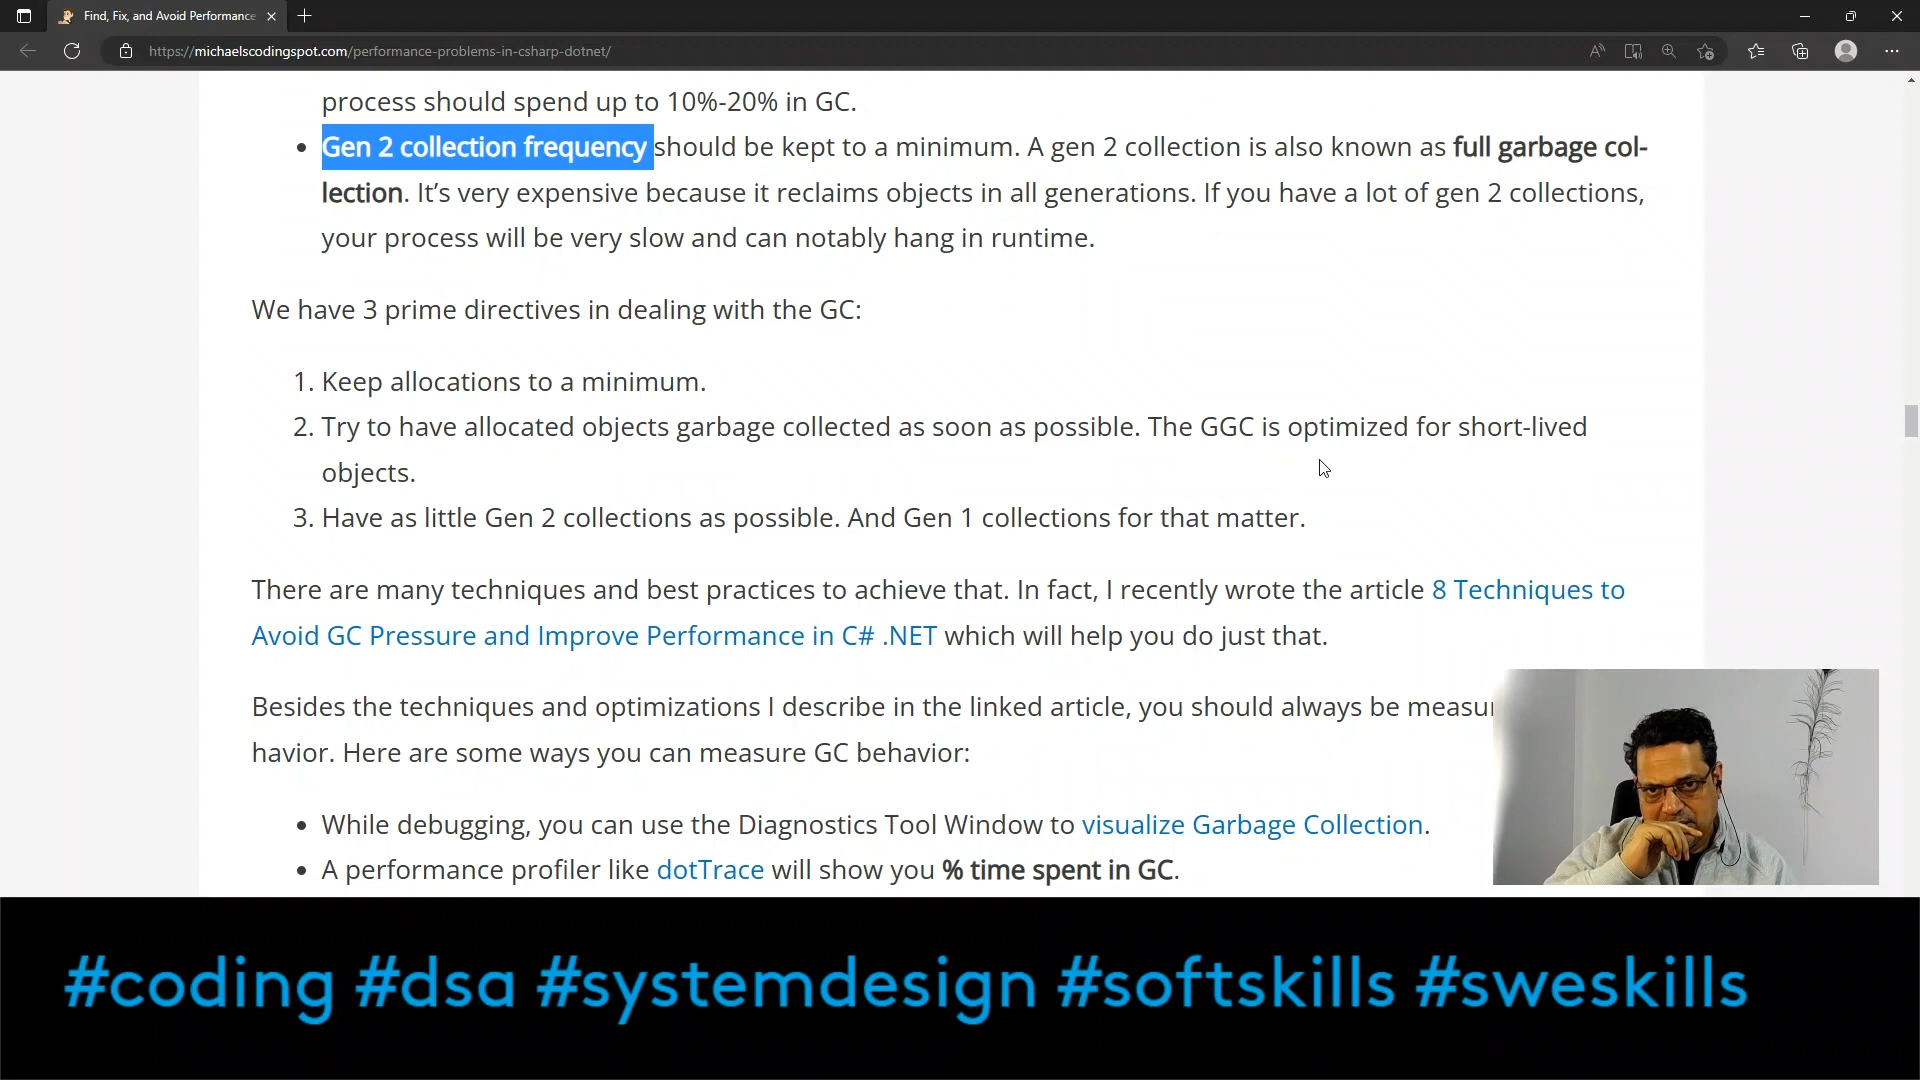 Find, Fix, and Avoid Performance
https://michaelscodingspot.com/performance-problems-in-csharp-dotnet/
process should spend up to 10%-20% in GC.
• Gen 2 collection frequency should be kept to a minimum. A gen 2 collection is also known as full garbage col-
lection. It’s very expensive because it reclaims objects in all generations. If you have a lot of gen 2 collections,
your process will be very slow and can notably hang in runtime.
We have 3 prime directives in dealing with the GC:
1. Keep allocations to a minimum.
2. Try to have allocated objects garbage collected as soon as possible. The GGC is optimized for short-lived
objects.
3. Have as little Gen 2 collections as possible. And Gen 1 collections for that matter.
There are many techniques and best practices to achieve that. In fact, I recently wrote the article 8 Techniques to
Avoid GC Pressure and Improve Performance in C# .NET which will help you do just that.
Besides the techniques and optimizations I describe in the linked article, you should always be measu
havior. Here are some ways you can measure GC behavior:
• While debugging, you can use the Diagnostics Tool Window to visualize Garbage Collection.
• A performance profiler like dotTrace will show you % time spent in GC.
#coding #dsa #systemdesign #softskills #sweskills